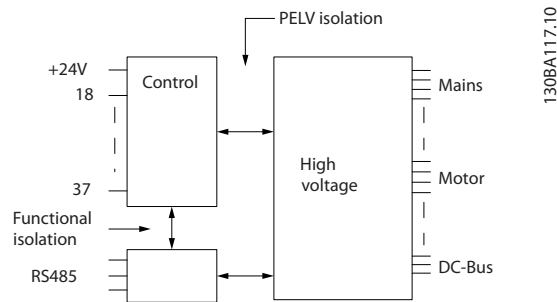 PELV isolation
130BA117.10
+24V
Control
Mains
18
High
voltage
Motor
37
Functional
isolation
RS485
DC-Bus